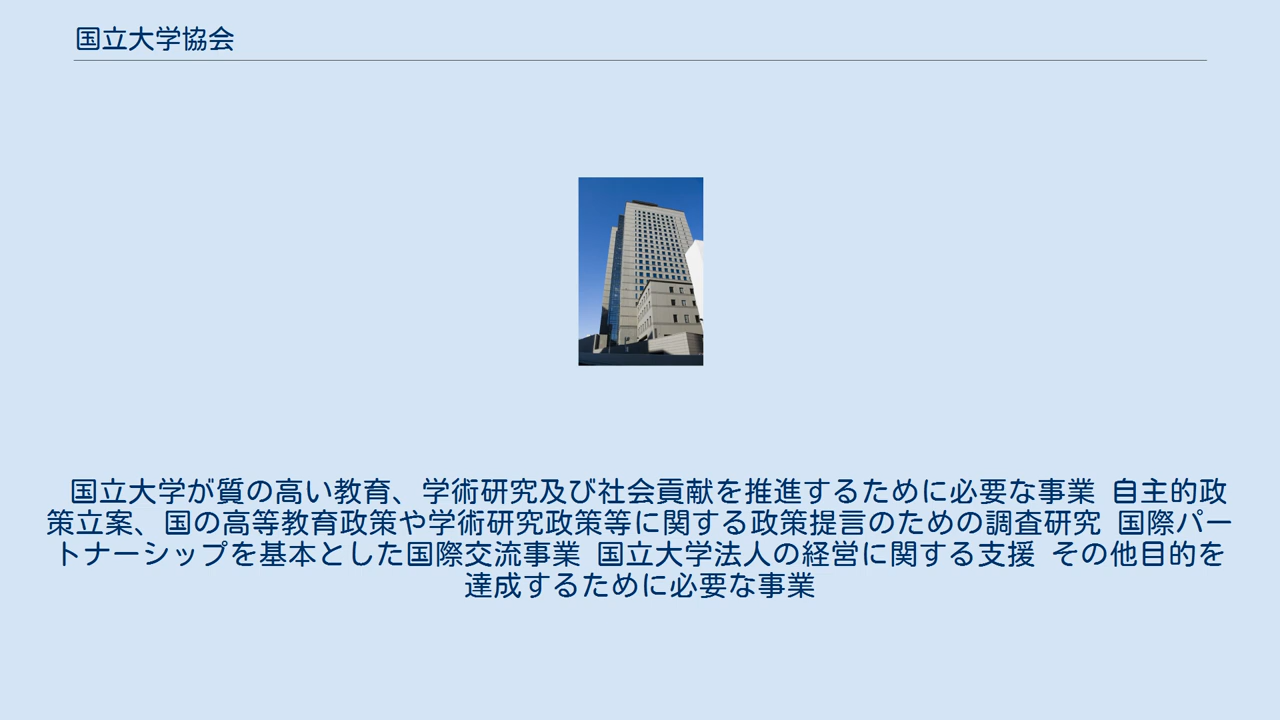 国立大学協会
国立大学が質の高い教育、学術研究及び社会貢献を推進するために必要な事業 自主的政
策立案、国の高等教育政策や学術研究政策等に関する政策提言のための調査研究 国際パー
トナーシップを基本とした国際交流事業 国立大学法人の経営に関する支援 その他目的を
達成するために必要な事業